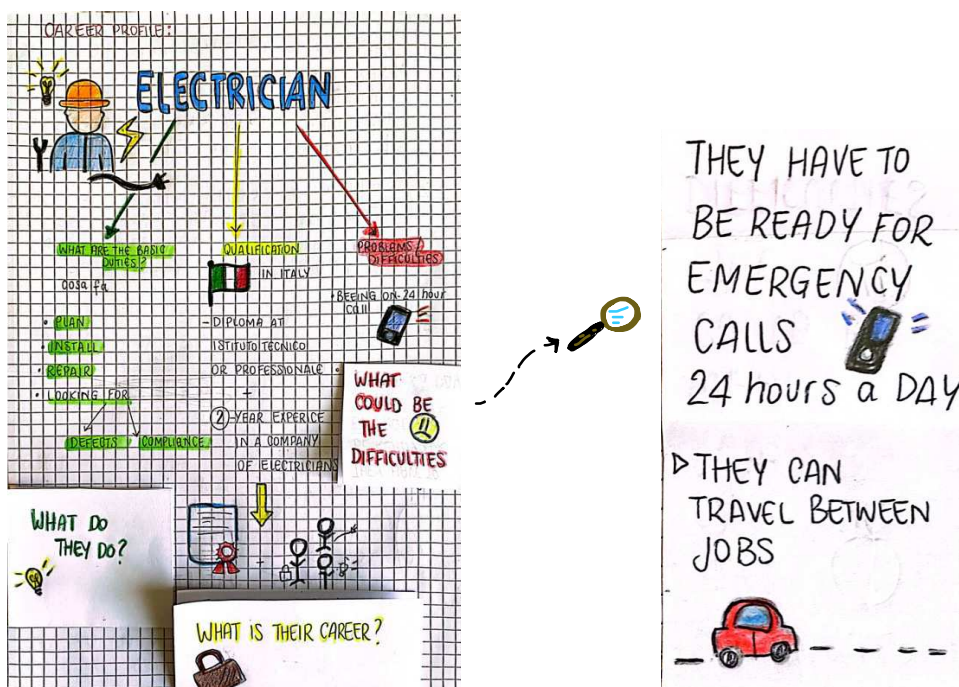 CAREER PROFILE:
ELECTRICIAN
WHAT ARE THE BASIC
DUTIES?
cosa fa
• PLAN
• INSTALL
• REPAIR
• LOOKING FOR
DEFECTS
COMPLIANCE
QUALIFICATION
IN ITALY
- DIPLOMA AT
ISTITUTO TECNICO
OR PROFESSIONALE
+
2-YEAR EXPERICE
IN A COMPANY
OF ELECTRICIANS
PROBLEMS/
DIFFICULTIES
• BEEING ON-24 hour
call
WHAT
COULD BE
THE
DIFFICULTIES
WHAT DO
THEY DO?
WHAT IS THEIR CAREER?
THEY HAVE TO
BE READY FOR
EMERGENCY
CALLS
24 hours a DAY
▷ THEY CAN
TRAVEL BETWEEN
JOBS